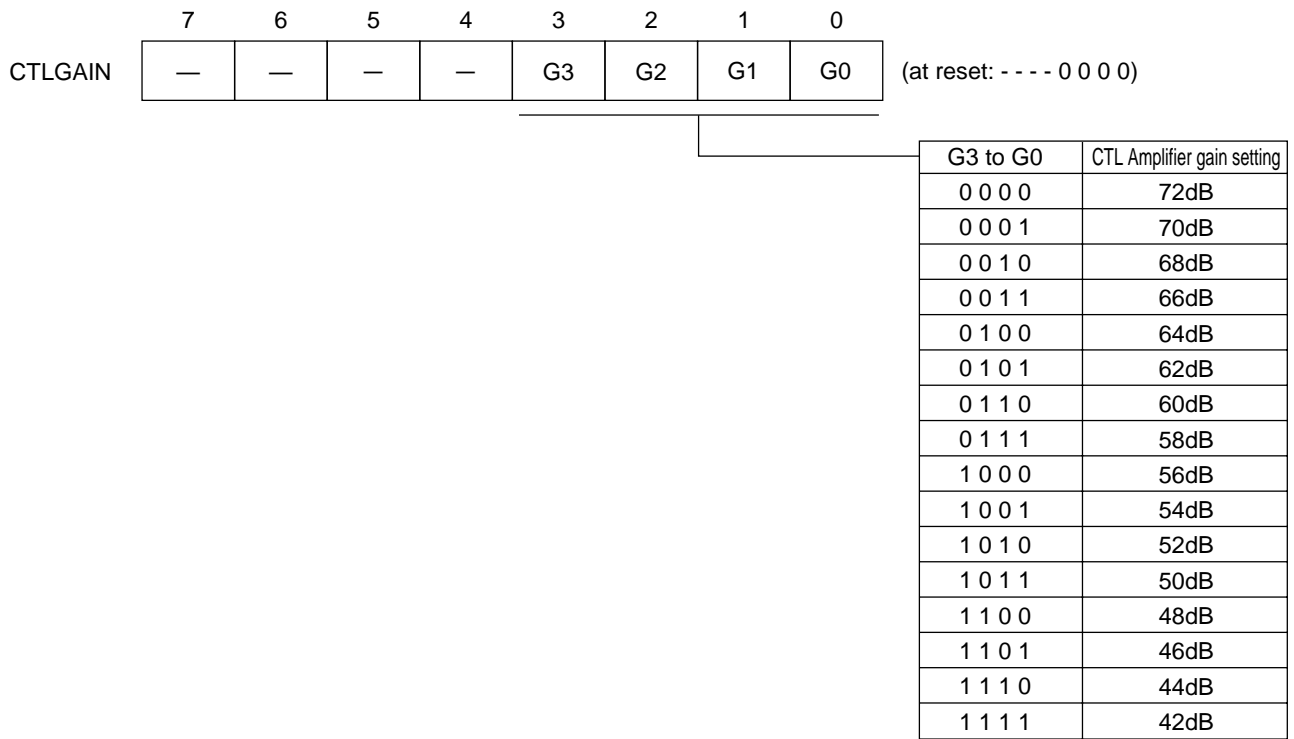 7 6 5 4 3 2 1 0
CTLGAIN — — — — G3 G2 G1 G0 (at reset: - - - - 0 0 0 0)
G3 to G0 CTL Amplifier gain setting
0 0 0 0 72dB
0 0 0 1 70dB
0 0 1 0 68dB
0 0 1 1 66dB
0 1 0 0 64dB
0 1 0 1 62dB
0 1 1 0 60dB
0 1 1 1 58dB
1 0 0 0 56dB
1 0 0 1 54dB
1 0 1 0 52dB
1 0 1 1 50dB
1 1 0 0 48dB
1 1 0 1 46dB
1 1 1 0 44dB
1 1 1 1 42dB